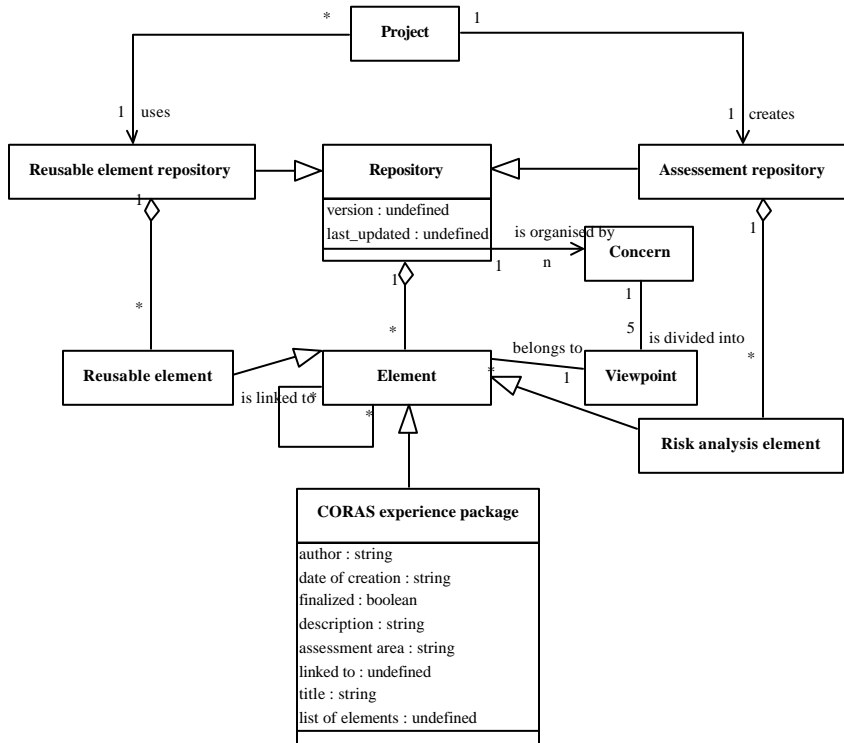 *
Project
1
1 uses
1 creates
Reusable element repository
Repository
Assessement repository
1
version : undefined
last_updated : undefined
is organised by
1
n
Concern
1
1
1
*
*
5
is divided into
*
belongs to
1
Reusable element
Element
*
Viewpoint
is linked to
*
*
Risk analysis element
CORAS experience package
author : string
date of creation : string
finalized : boolean
description : string
assessment area : string
linked to : undefined
title : string
list of elements : undefined